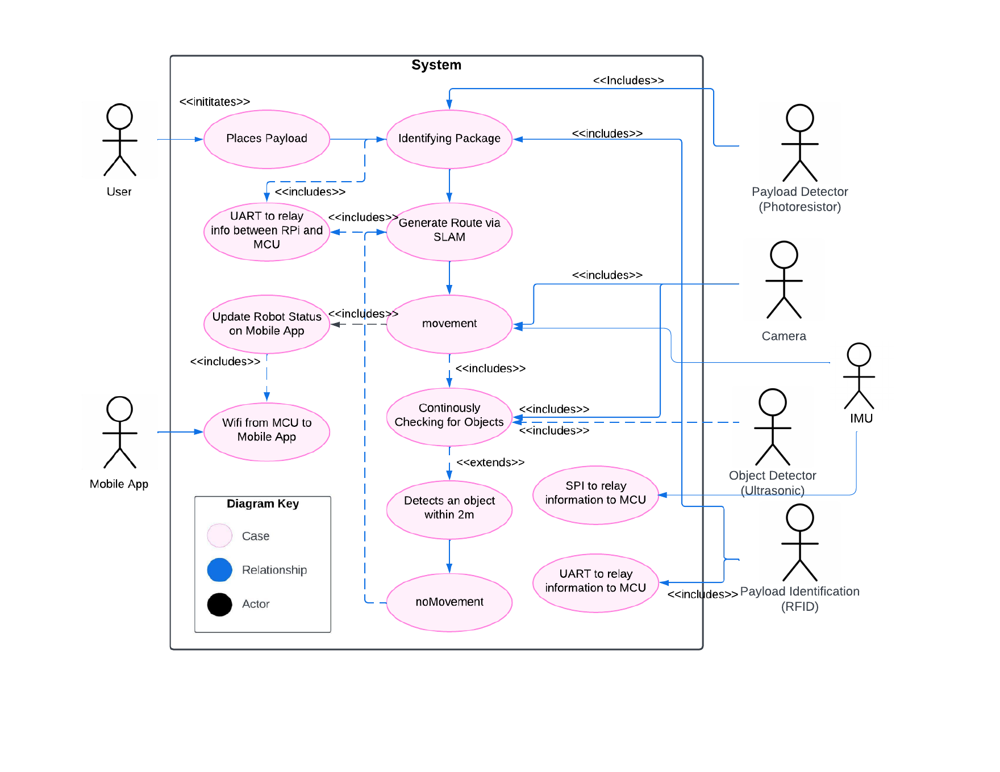 System
<<Includes>>
<<inititates>>
User
Places Payload
Identifying Package
<<includes>>
Payload Detector
(Photoresistor)
<<includes>>
UART to relay
info between RPi and
MCU
<<includes>>
Generate Route via
SLAM
<<includes>>
Camera
Update Robot Status
on Mobile App
<<includes>>
movement
<<includes>>
<<includes>>
IMU
Mobile App
Wifi from MCU to
Mobile App
Continously
Checking for Objects
<<includes>>
<<includes>>
<<extends>>
Object Detector
(Ultrasonic)
Detects an object
within 2m
SPI to relay
information to MCU
UART to relay
information to MCU
<<includes>>
Payload Identification
(RFID)
noMovement
Diagram Key
Case
Relationship
Actor